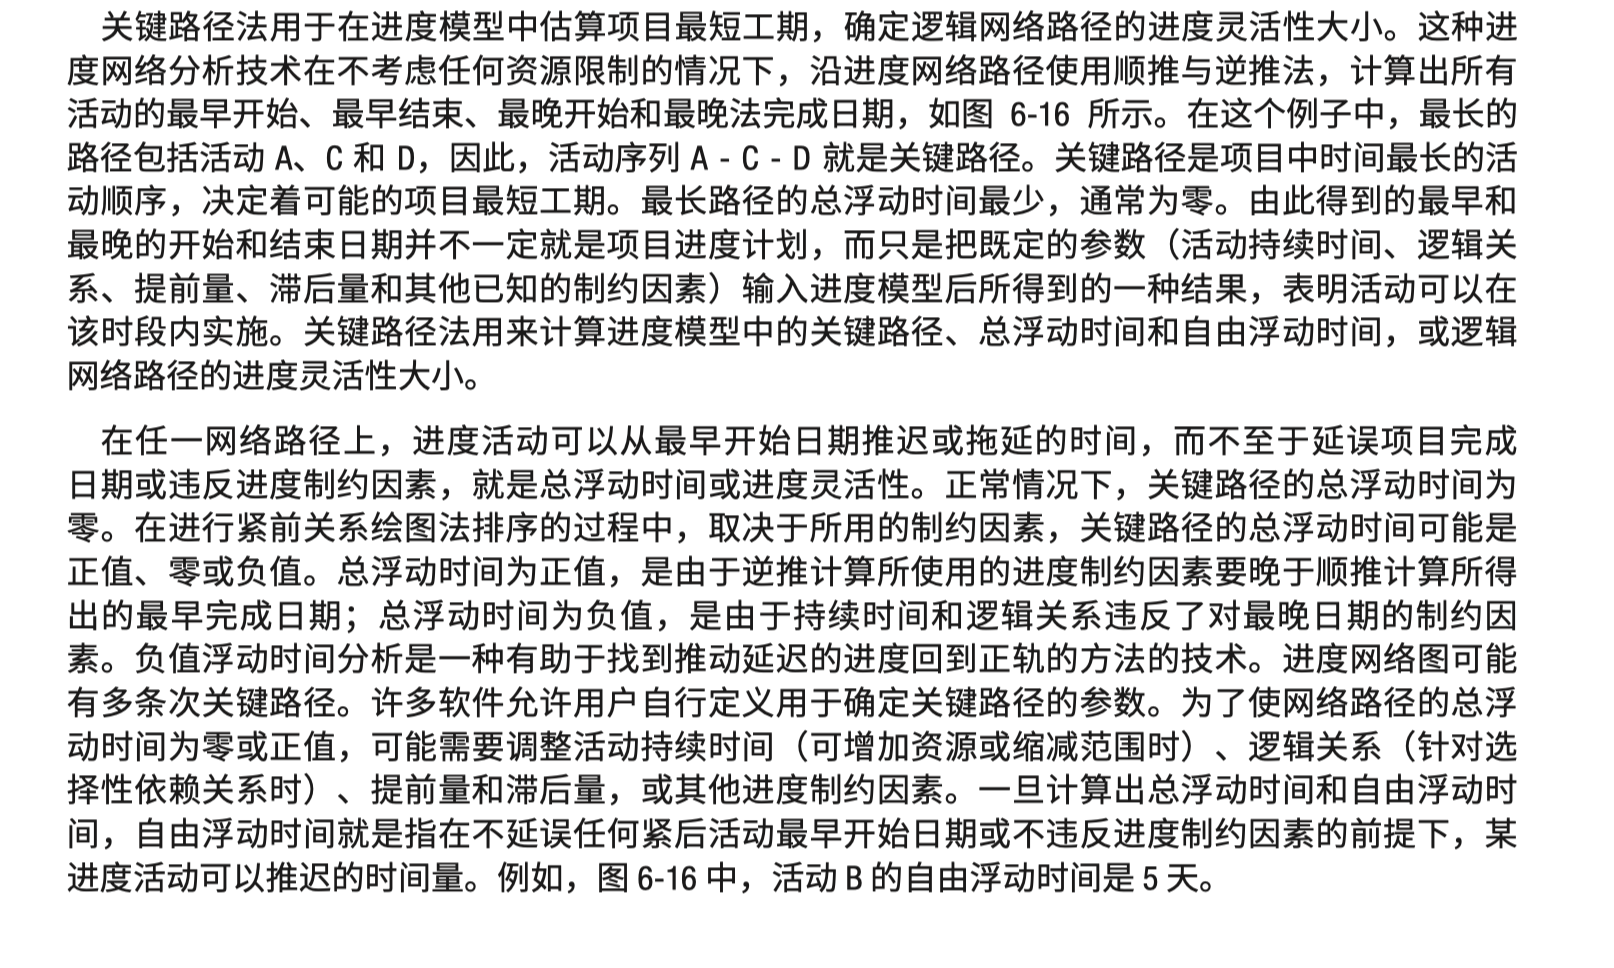 关键路径法用于在进度模型中估算项目最短工期，确定逻辑网络路径的进度灵活性大小。这种进
度网络分析技术在不考虑任何资源限制的情况下，沿进度网络路径使用顺推与逆推法，计算出所有
活动的最早开始、最早结束、最晚开始和最晚法完成日期，如图 6-16 所示。在这个例子中，最长的
路径包括活动 A、C 和 D，因此，活动序列 A - C - D 就是关键路径。关键路径是项目中时间最长的活
动顺序，决定着可能的项目最短工期。最长路径的总浮动时间最少，通常为零。由此得到的最早和
最晚的开始和结束日期并不一定就是项目进度计划，而只是把既定的参数（活动持续时间、逻辑关
系、提前量、滞后量和其他已知的制约因素）输入进度模型后所得到的一种结果，表明活动可以在
该时段内实施。关键路径法用来计算进度模型中的关键路径、总浮动时间和自由浮动时间，或逻辑
网络路径的进度灵活性大小。
在任一网络路径上，进度活动可以从最早开始日期推迟或拖延的时间，而不至于延误项目完成
日期或违反进度制约因素，就是总浮动时间或进度灵活性。正常情况下，关键路径的总浮动时间为
零。在进行紧前关系绘图法排序的过程中，取决于所用的制约因素，关键路径的总浮动时间可能是
正值、零或负值。总浮动时间为正值，是由于逆推计算所使用的进度制约因素要晚于顺推计算所得
出的最早完成日期；总浮动时间为负值，是由于持续时间和逻辑关系违反了对最晚日期的制约因
素。负值浮动时间分析是一种有助于找到推动延迟的进度回到正轨的方法的技术。进度网络图可能
有多条次关键路径。许多软件允许用户自行定义用于确定关键路径的参数。为了使网络路径的总浮
动时间为零或正值，可能需要调整活动持续时间（可增加资源或缩减范围时）、逻辑关系（针对选
择性依赖关系时）、提前量和滞后量，或其他进度制约因素。一旦计算出总浮动时间和自由浮动时
间，自由浮动时间就是指在不延误任何紧后活动最早开始日期或不违反进度制约因素的前提下，某
进度活动可以推迟的时间量。例如，图 6-16 中，活动 B 的自由浮动时间是 5 天。